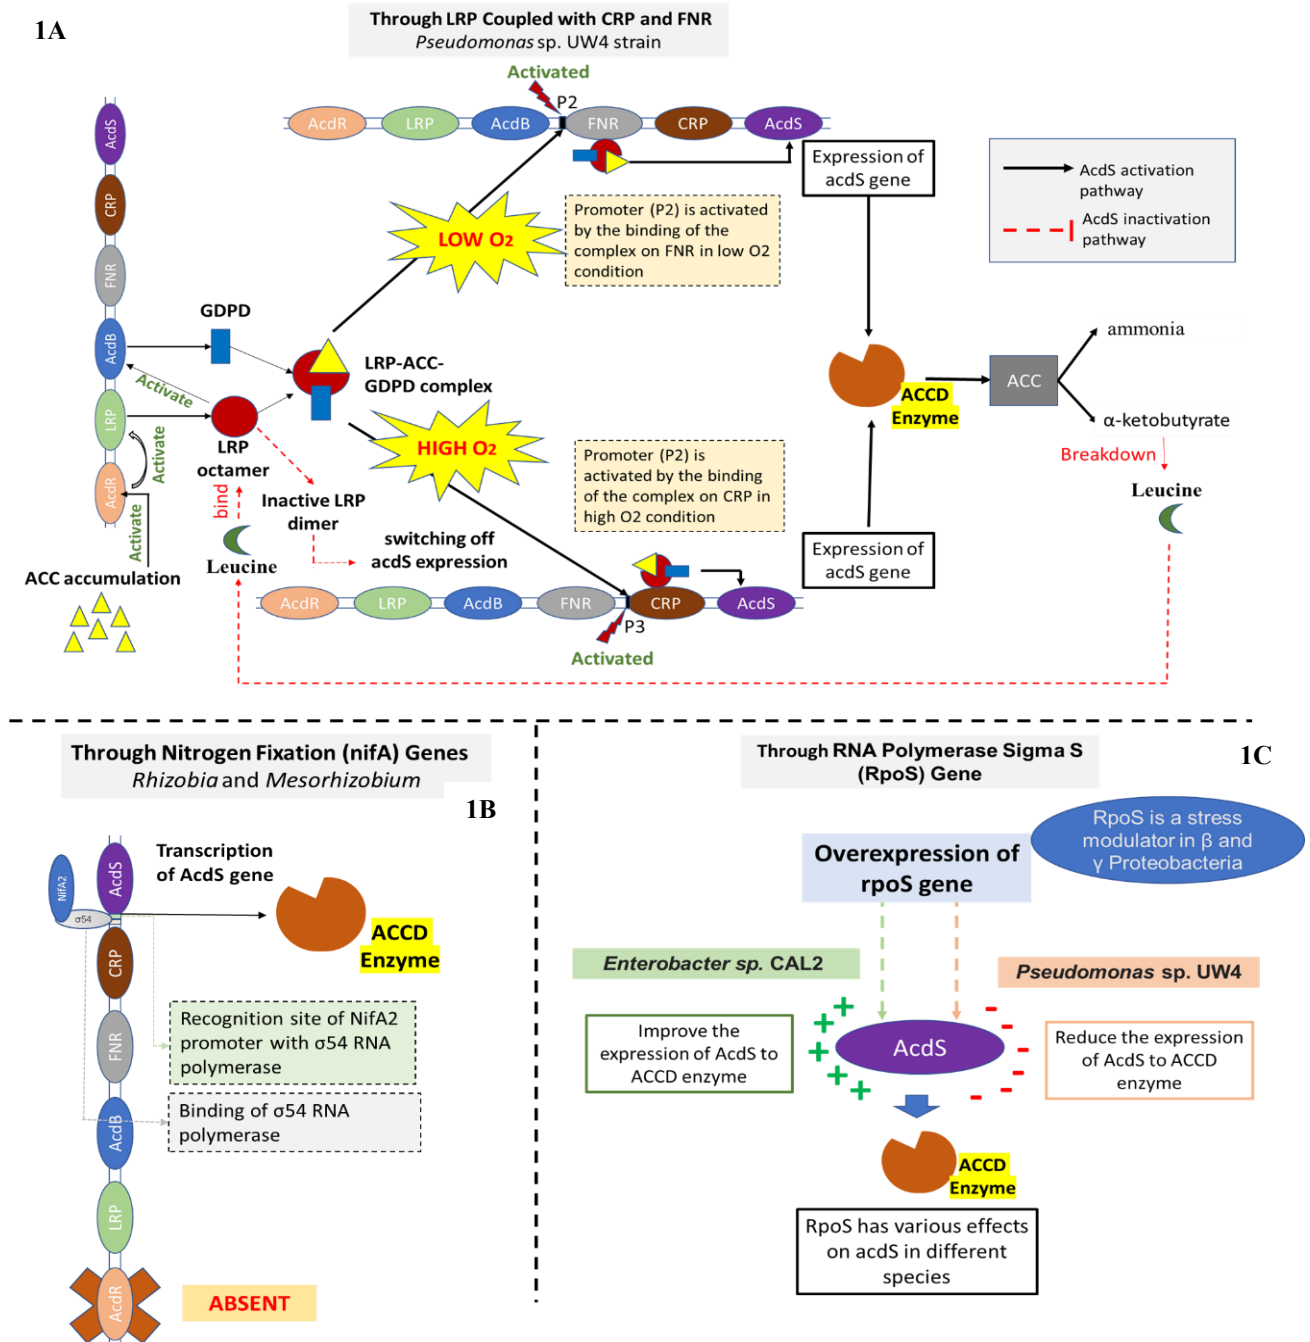 1A
Through LRP Coupled with CRP and FNR
Pseudomonas sp. UW4 strain
Activated
P2
AcdR
LRP
AcdB
FNR
CRP
AcdS
Expression of
acdS gene
AcdS activation
pathway
AcdS inactivation
pathway
AcdS
CRP
FNR
AcdB
LRP
AcdR
LOW O2
Promoter (P2) is activated
by the binding of the
complex on FNR in low O2
condition
GDPD
Activate
LRP-ACC-
GDPD complex
LRP
octamer
Activate
Activate
bind
Inactive LRP
dimer
switching off
acdS expression
Leucine
ACC accumulation
HIGH O2
Promoter (P2) is
activated by the binding
of the complex on CRP in
high O2 condition
Expression of
acdS gene
ACCD
Enzyme
ACC
ammonia
α-ketobutyrate
Breakdown
Leucine
AcdR
LRP
AcdB
FNR
CRP
AcdS
P3
Activated
Through Nitrogen Fixation (nifA) Genes
Rhizobia and Mesorhizobium
1B
Transcription
of AcdS gene
NifA2
σ54
AcdS
CRP
FNR
AcdB
LRP
AcdR
ACCD
Enzyme
Recognition site of NifA2
promoter with σ54 RNA
polymerase
Binding of σ54 RNA
polymerase
ABSENT
Through RNA Polymerase Sigma S
(RpoS) Gene
1C
RpoS is a stress
modulator in β and
γ Proteobacteria
Overexpression of
rpoS gene
Enterobacter sp. CAL2
Pseudomonas sp. UW4
Improve the
expression of AcdS to
ACCD enzyme
AcdS
Reduce the expression
of AcdS to ACCD
enzyme
ACCD
Enzyme
RpoS has various effects
on acdS in different
species